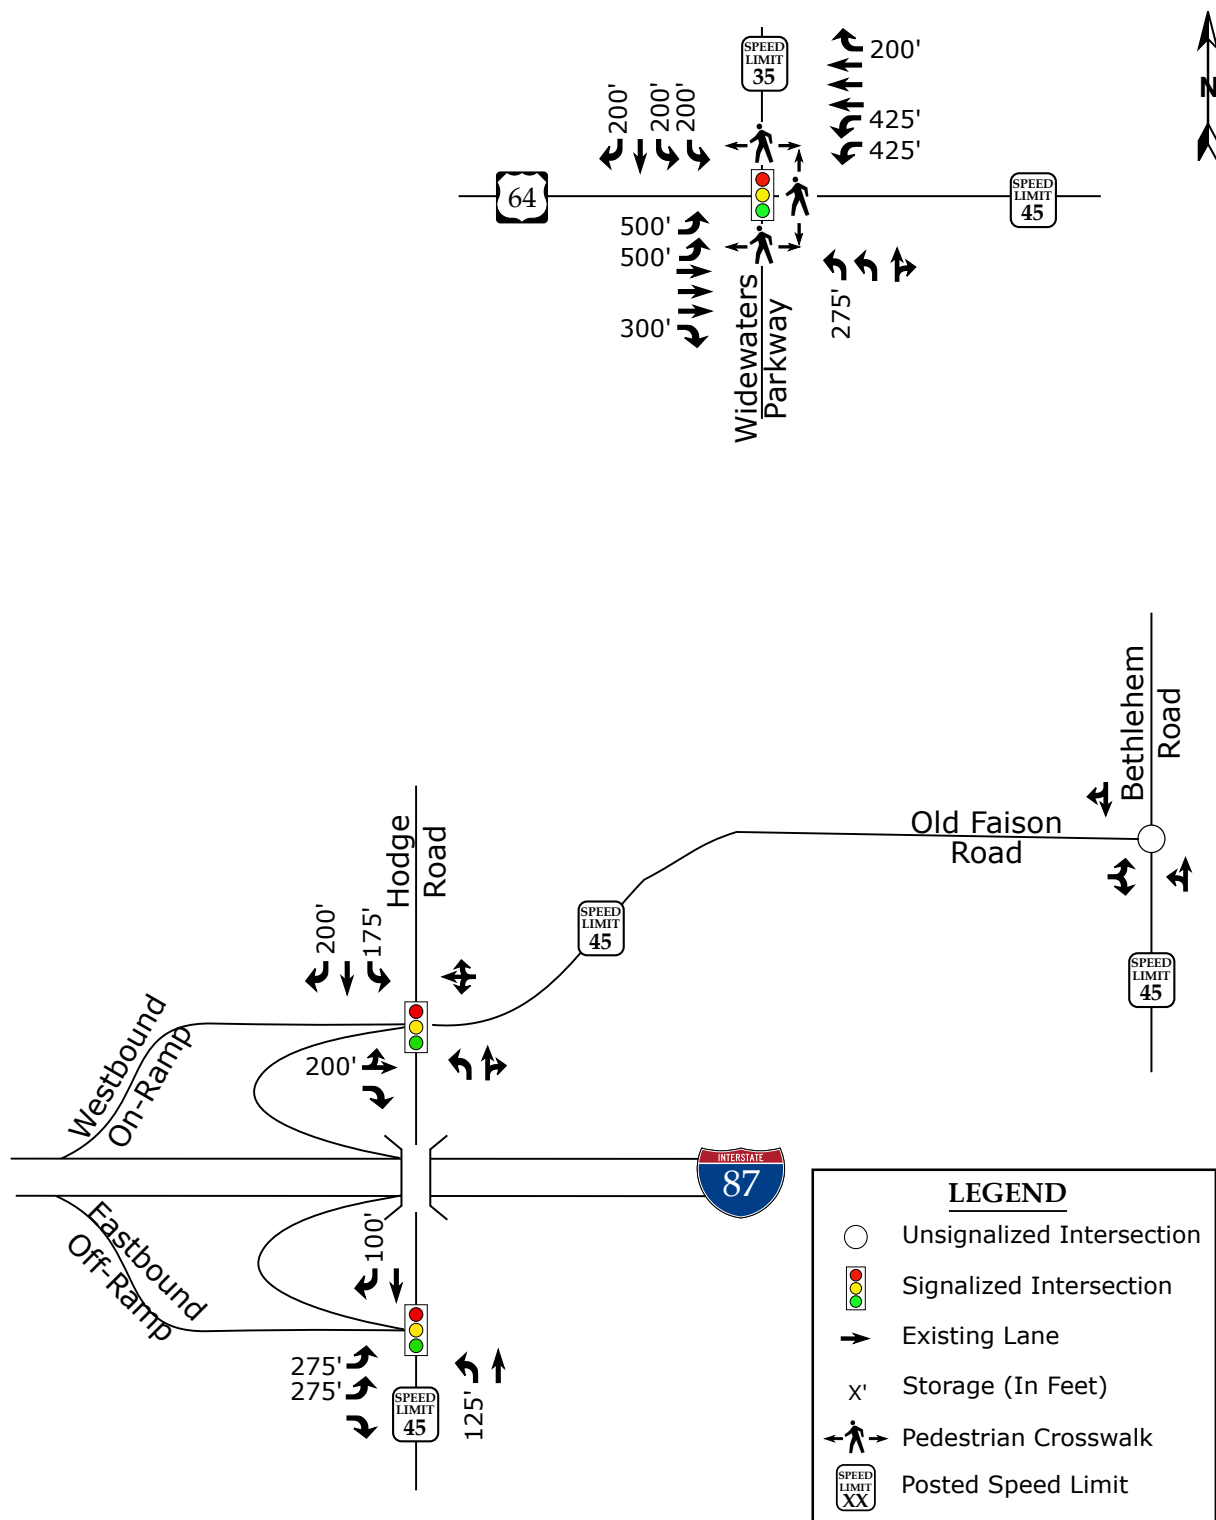 SPEED
LIMIT
35
200'
N
200'
200'
200'
425'
425'
64
SPEED
LIMIT
45
500'
500'
300'
275'
Widewaters
Parkway
Bethlehem
Road
Old Faison
Road
Hodge
Road
SPEED
LIMIT
45
200'
175'
SPEED
LIMIT
45
Westbound
On-Ramp
200'
INTERSTATE
87
Eastbound
Off-Ramp
100'
275'
275'
125'
SPEED
LIMIT
45
LEGEND
Unsignalized Intersection
Signalized Intersection
Existing Lane
X' Storage (In Feet)
Pedestrian Crosswalk
SPEED
LIMIT
XX
Posted Speed Limit